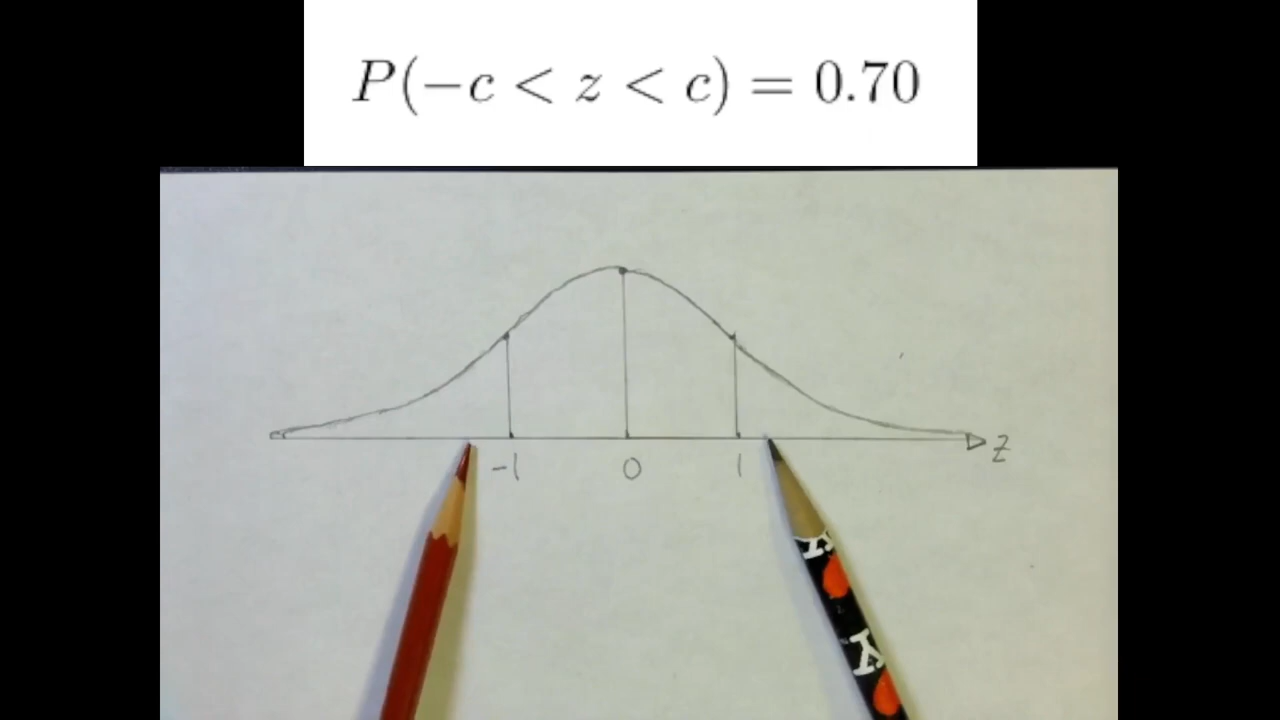 P(−c < z < c) = 0.70
-1 0 1 z